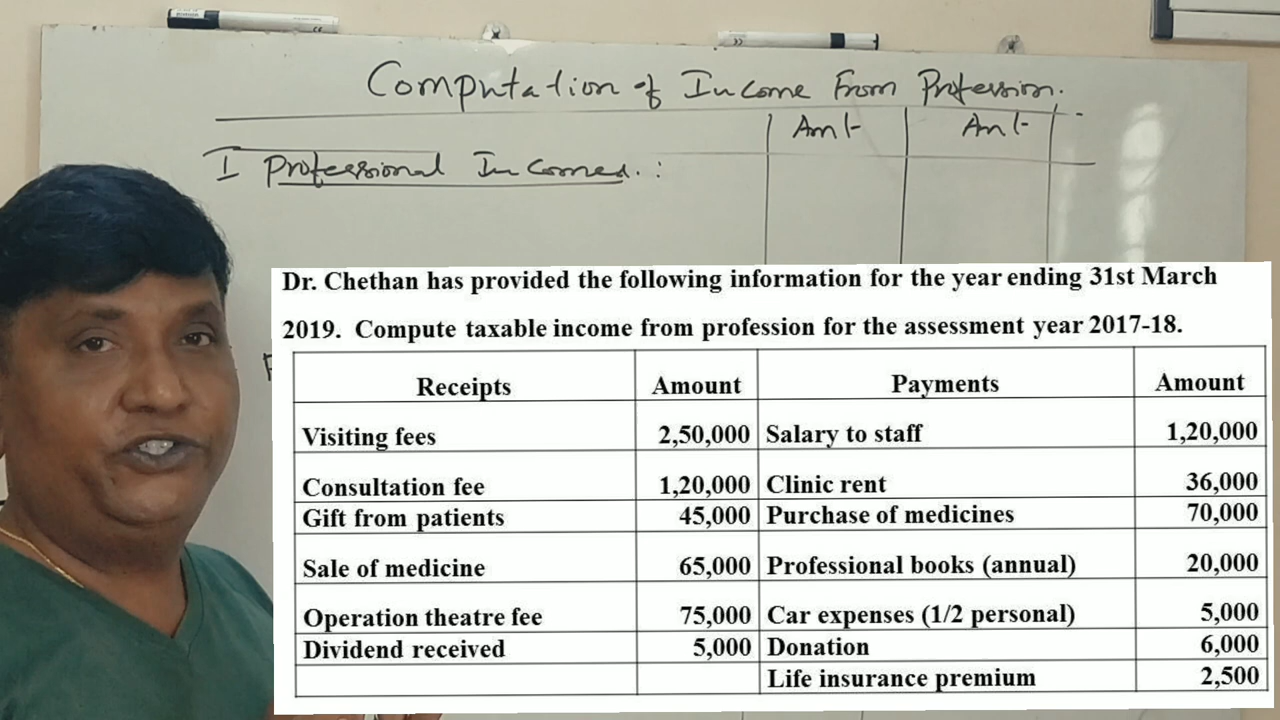 Computation of Income From Profession.
Amt Amt
I Professional Incomes. :
Dr. Chethan has provided the following information for the year ending 31st March
2019. Compute taxable income from profession for the assessment year 2017-18.
Receipts Amount Payments Amount
Visiting fees 2,50,000 Salary to staff 1,20,000
Consultation fee 1,20,000 Clinic rent 36,000
Gift from patients 45,000 Purchase of medicines 70,000
Sale of medicine 65,000 Professional books (annual) 20,000
Operation theatre fee 75,000 Car expenses (1/2 personal) 5,000
Dividend received 5,000 Donation 6,000
Life insurance premium 2,500